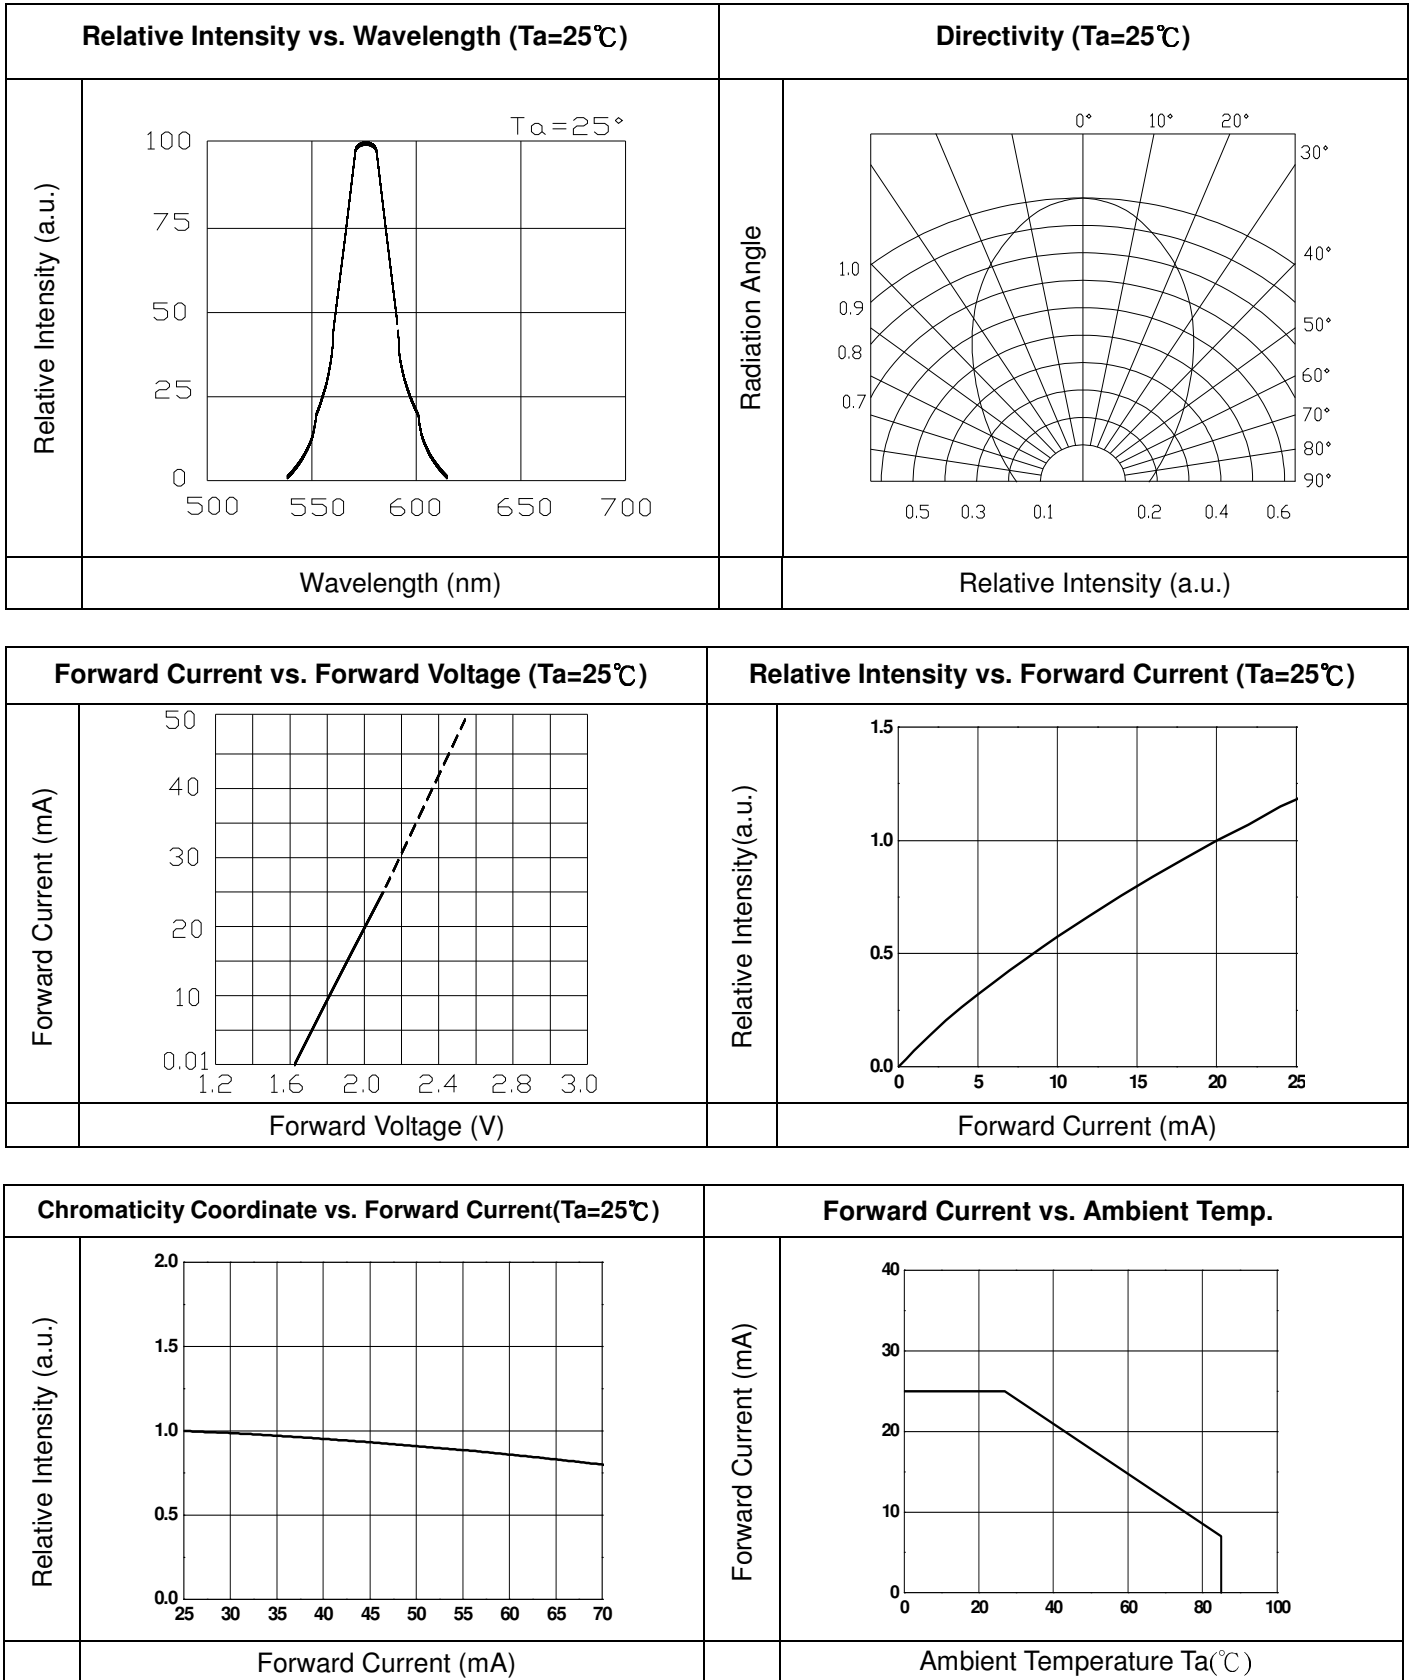 Relative Intensity vs. Wavelength (Ta=25℃)
Directivity (Ta=25℃)
Relative Intensity (a.u.)
Ta=25°
100
75
50
25
0
500 550 600 650 700
Wavelength (nm)
Radiation Angle
0° 10° 20°
30°
40°
50°
60°
70°
80°
90°
1.0
0.9
0.8
0.7
0.5 0.3 0.1 0.2 0.4 0.6
Relative Intensity (a.u.)
Forward Current vs. Forward Voltage (Ta=25℃)
Relative Intensity vs. Forward Current (Ta=25℃)
Forward Current (mA)
50
40
30
20
10
0.01
1.2 1.6 2.0 2.4 2.8 3.0
Forward Voltage (V)
Relative Intensity(a.u.)
1.5
1.0
0.5
0.0
0 5 10 15 20 25
Forward Current (mA)
Chromaticity Coordinate vs. Forward Current(Ta=25℃)
Forward Current vs. Ambient Temp.
Relative Intensity (a.u.)
2.0
1.5
1.0
0.5
0.0
25 30 35 40 45 50 55 60 65 70
Forward Current (mA)
Forward Current (mA)
40
30
20
10
0
0 20 40 60 80 100
Ambient Temperature Ta(℃)